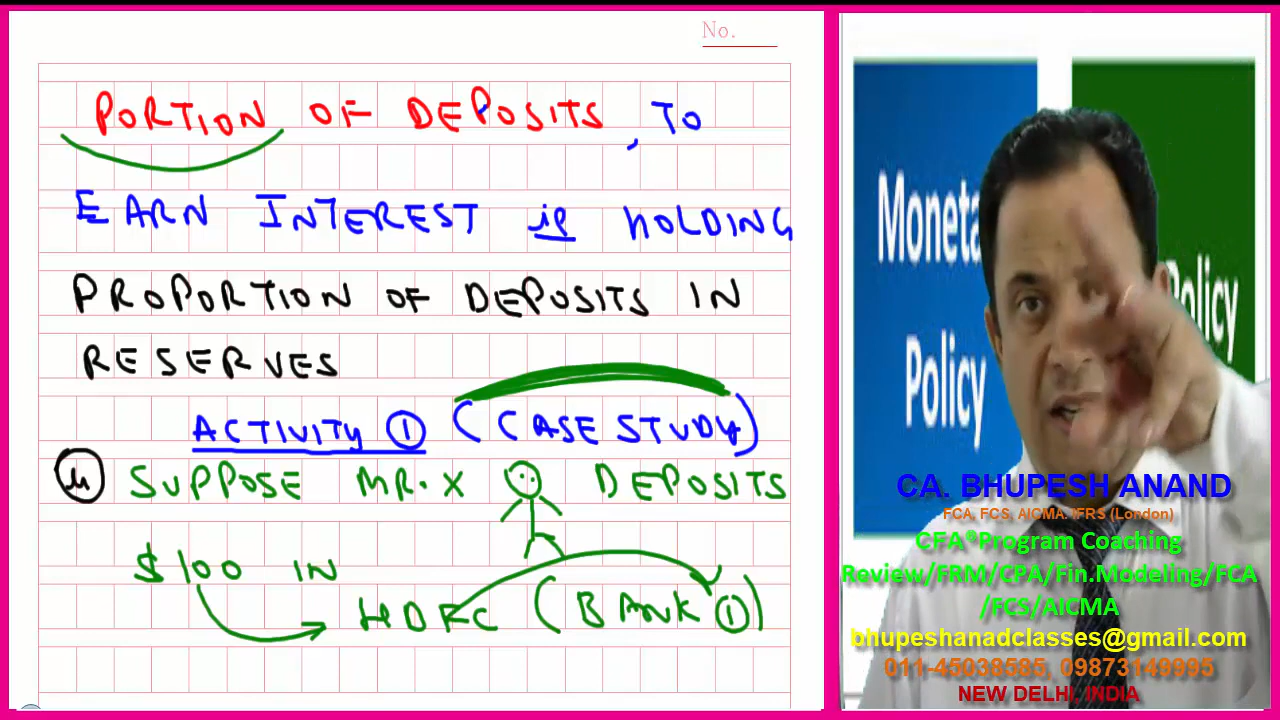 No.
PORTION OF DEPOSITS, TO
EARN INTEREST ie HOLDING
PROPORTION OF DEPOSITS IN
RESERVES
ACTIVITY ① (CASE STUDY)
SUPPOSE MR. X DEPOSITS
$100 IN
HDFC (BANK ①)
Moneta
Policy
Policy
CA. BHUPESH ANAND
FCA, FCS, AICMA. IFRS (London)
CFA®Program Coaching
Review/FRM/CPA/Fin.Modeling/FCA
/FCS/AICMA
bhupeshanadclasses@gmail.com
011-45038585, 09873149995
NEW DELHI. INDIA